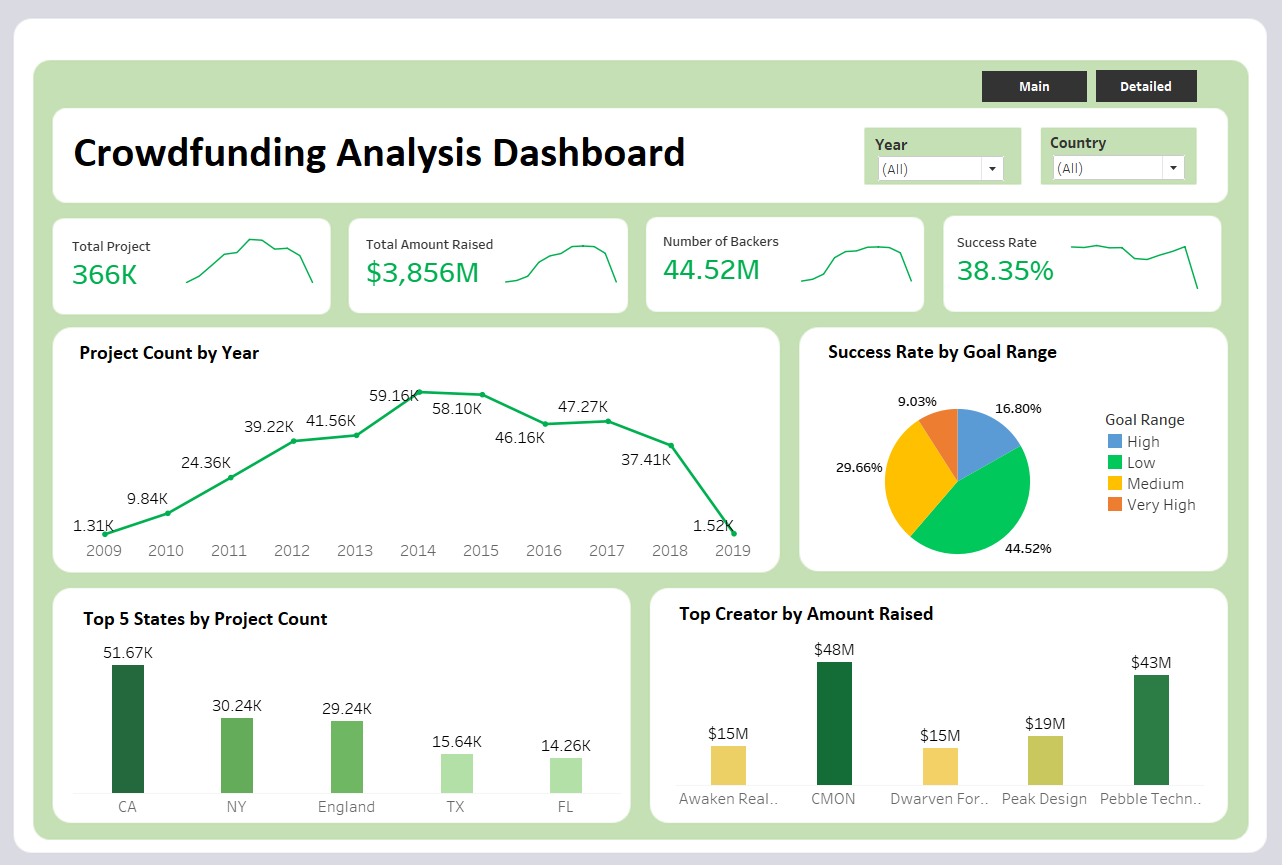 Main
Detailed
Crowdfunding Analysis Dashboard
Year
(All)
Country
(All)
Total Project
366K
Total Amount Raised
$3,856M
Number of Backers
44.52M
Success Rate
38.35%
Project Count by Year
59.16K
58.10K
47.27K
41.56K
39.22K
46.16K
37.41K
24.36K
9.84K
1.31K
1.52K
2009
2010
2011
2012
2013
2014
2015
2016
2017
2018
2019
Success Rate by Goal Range
9.03%
16.80%
29.66%
44.52%
Goal Range
High
Low
Medium
Very High
Top 5 States by Project Count
51.67K
30.24K
29.24K
15.64K
14.26K
CA
NY
England
TX
FL
Top Creator by Amount Raised
$15M
$48M
$15M
$19M
$43M
Awaken Real..
CMON
Dwarven For..
Peak Design
Pebble Techn..